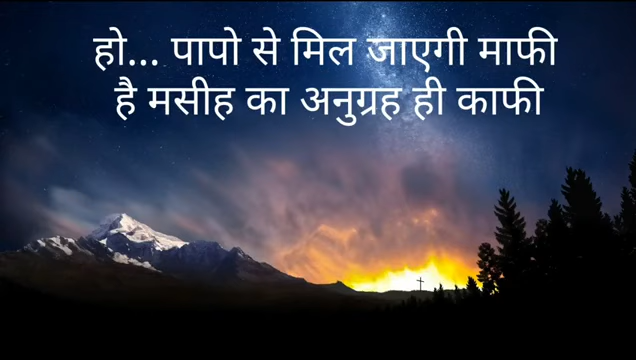 हो... पापो से मिल जाएगी माफी
है मसीह का अनुग्रह ही काफी